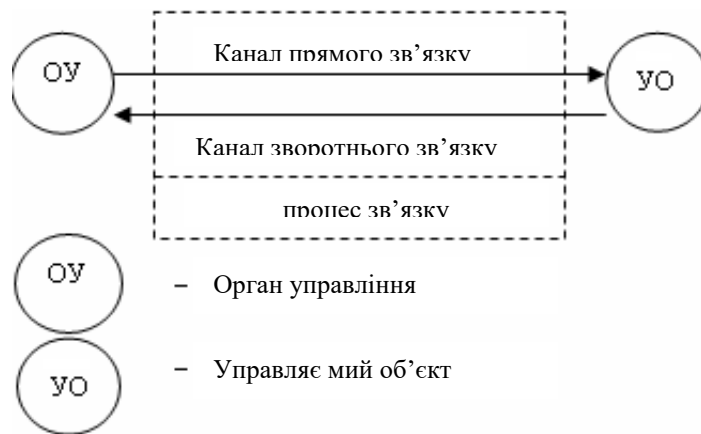 Канал прямого зв’язку
ОУ
УО
Канал зворотнього зв’язку
процес зв’язку
ОУ – Орган управління
УО – Управляє мий об’єкт